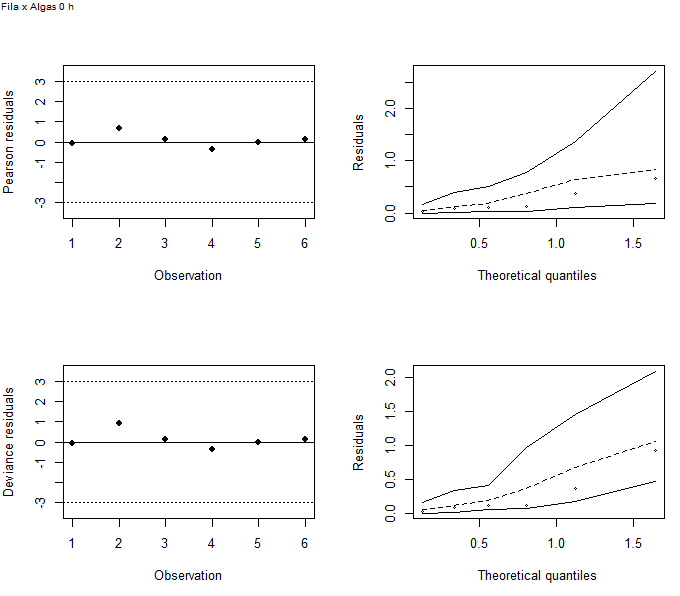 Fila x Algas 0 h
Pearson residuals
3
2
1
0
-1
-3
1 2 3 4 5 6
Observation
Residuals
2.0
1.0
0.0
0.5 1.0 1.5
Theoretical quantiles
Deviance residuals
3
2
1
0
-1
-3
1 2 3 4 5 6
Observation
Residuals
2.0
1.5
1.0
0.5
0.0
0.5 1.0 1.5
Theoretical quantiles